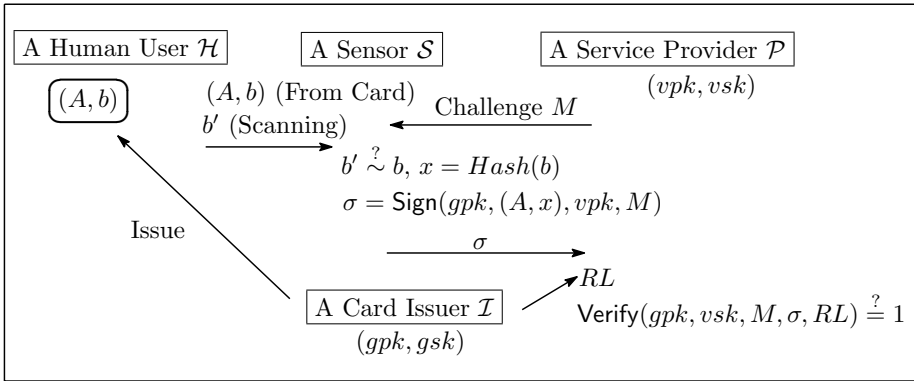 A Human User ℋ
A Sensor 𝒮
A Service Provider 𝒫
(A, b)
(A, b) (From Card)
(vpk, vsk)
b′ (Scanning)
Challenge M
b′ ?∼ b, x = Hash(b)
σ = Sign(gpk, (A, x), vpk, M)
Issue
σ
RL
A Card Issuer ℐ
Verify(gpk, vsk, M, σ, RL) ?= 1
(gpk, gsk)